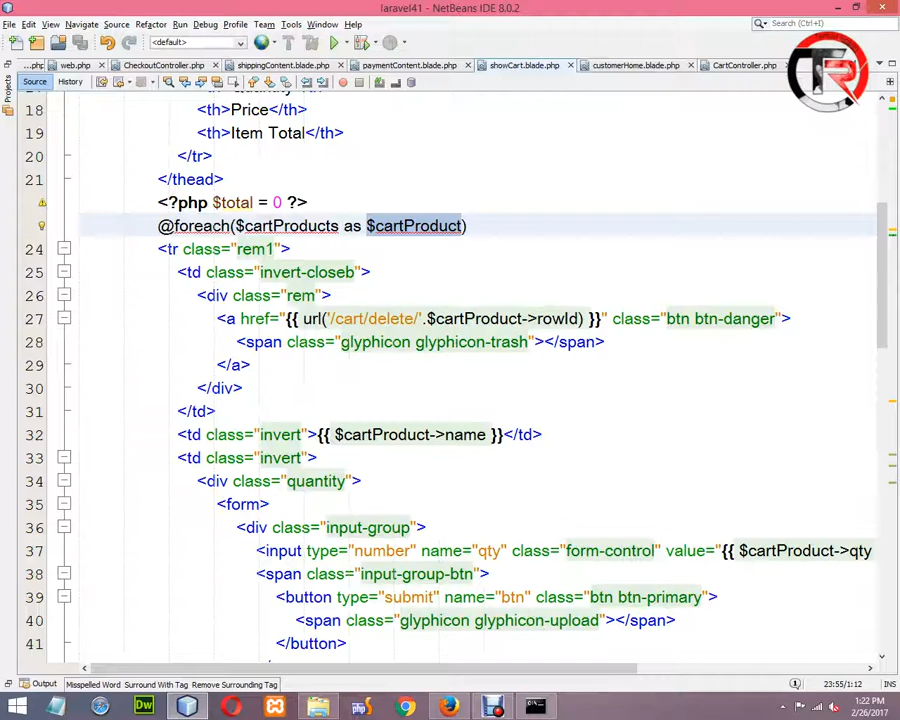 laravel41 - NetBeans IDE 8.0.2
File Edit View Navigate Source Refactor Run Debug Profile Team Tools Window Help
<default>
Search (Ctrl+I)
...php web.php CheckoutController.php shippingContent.blade.php paymentContent.blade.php showCart.blade.php customerHome.blade.php CartController.php
Source History
Projects
18 <th>Price</th>
19 <th>Item Total</th>
20 </tr>
21 </thead>
<?php $total = 0 ?>
@foreach($cartProducts as $cartProduct)
24 <tr class="rem1">
25 <td class="invert-closeb">
26 <div class="rem">
27 <a href="{{ url('/cart/delete/'.$cartProduct->rowId) }}" class="btn btn-danger">
28 <span class="glyphicon glyphicon-trash"></span>
29 </a>
30 </div>
31 </td>
32 <td class="invert">{{ $cartProduct->name }}</td>
33 <td class="invert">
34 <div class="quantity">
35 <form>
36 <div class="input-group">
37 <input type="number" name="qty" class="form-control" value="{{ $cartProduct->qty
38 <span class="input-group-btn">
39 <button type="submit" name="btn" class="btn btn-primary">
40 <span class="glyphicon glyphicon-upload"></span>
41 </button>
Output Misspelled Word Surround With Tag Remove Surrounding Tag 23:55/1:12 INS
1:22 PM
2/26/2017